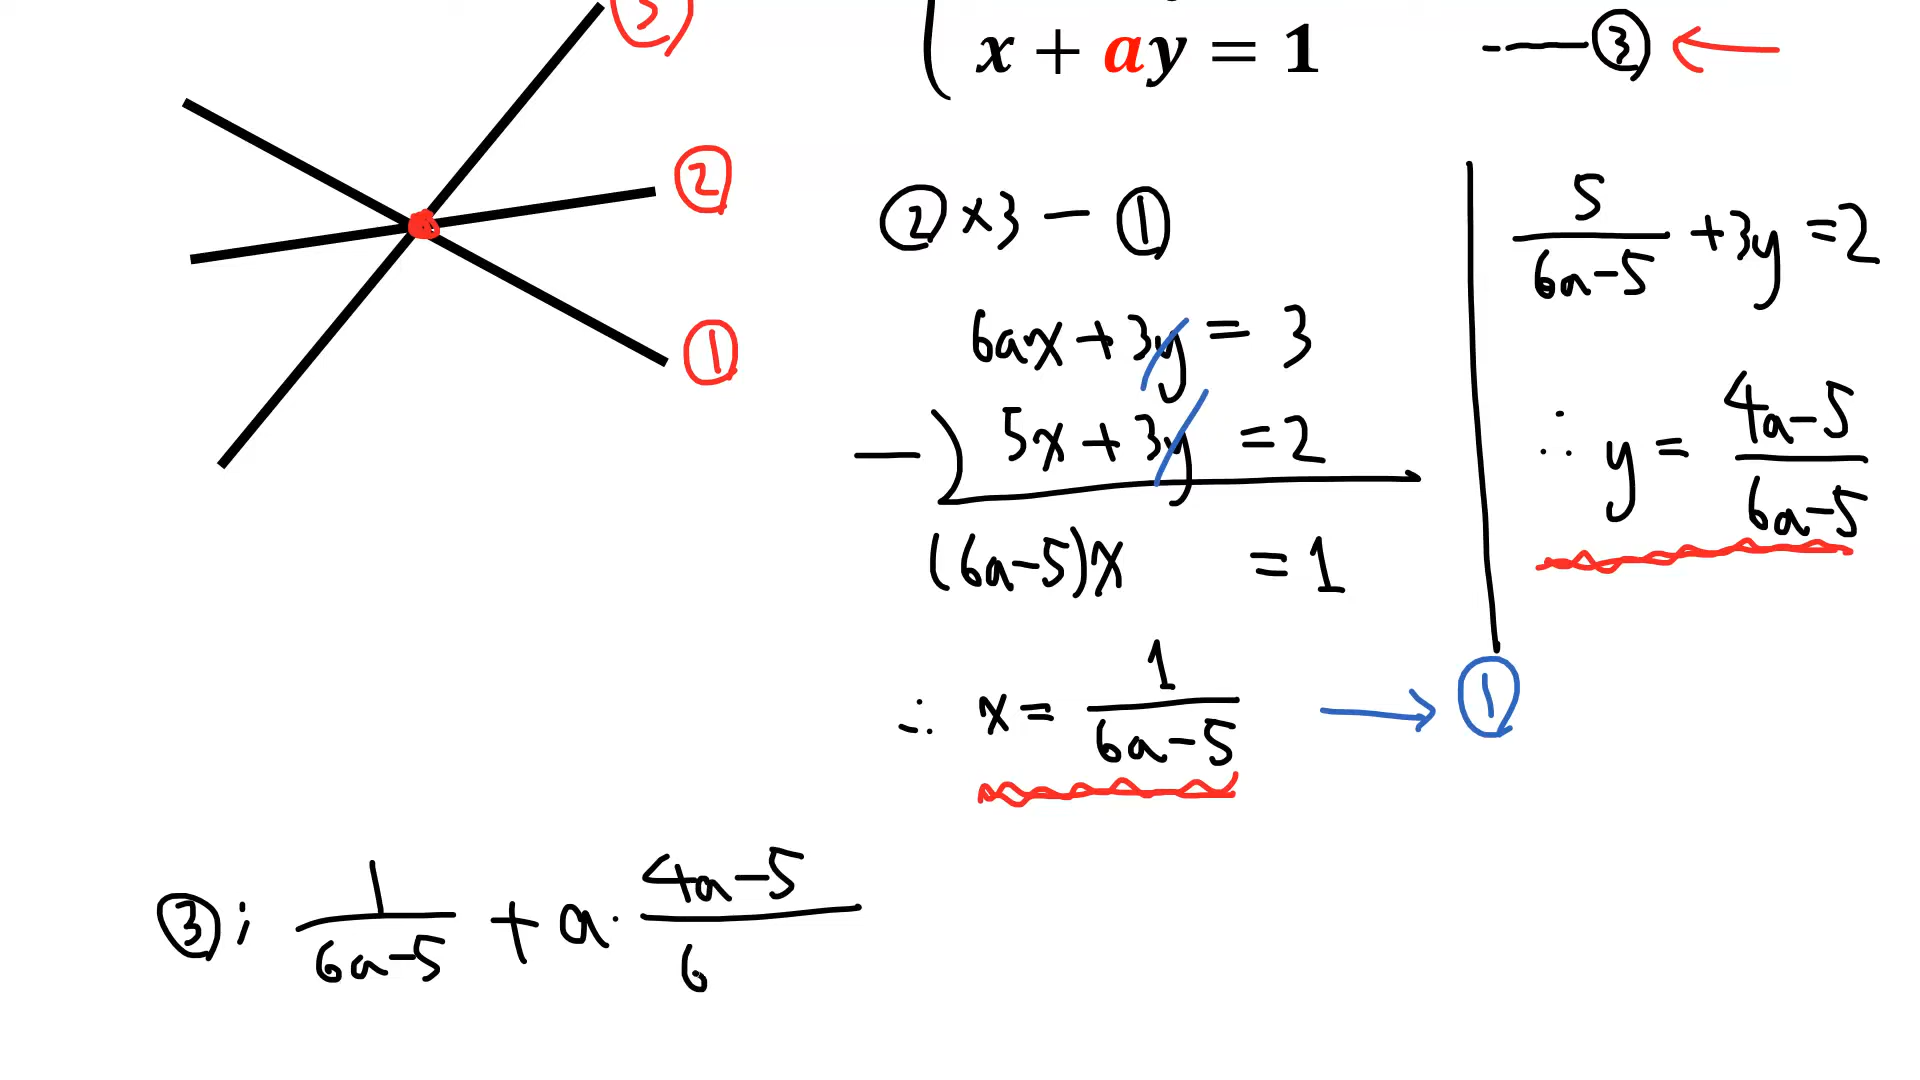 ③
x + ay = 1 ---③ ←
②
①
②×3 − ①
6ax + 3y = 3
−) 5x + 3y = 2
(6a−5)x = 1
∴ x = 1/(6a−5) → ①
5/(6a−5) + 3y = 2
∴ y = (4a−5)/(6a−5)
③; 1/(6a−5) + a· (4a−5)/6